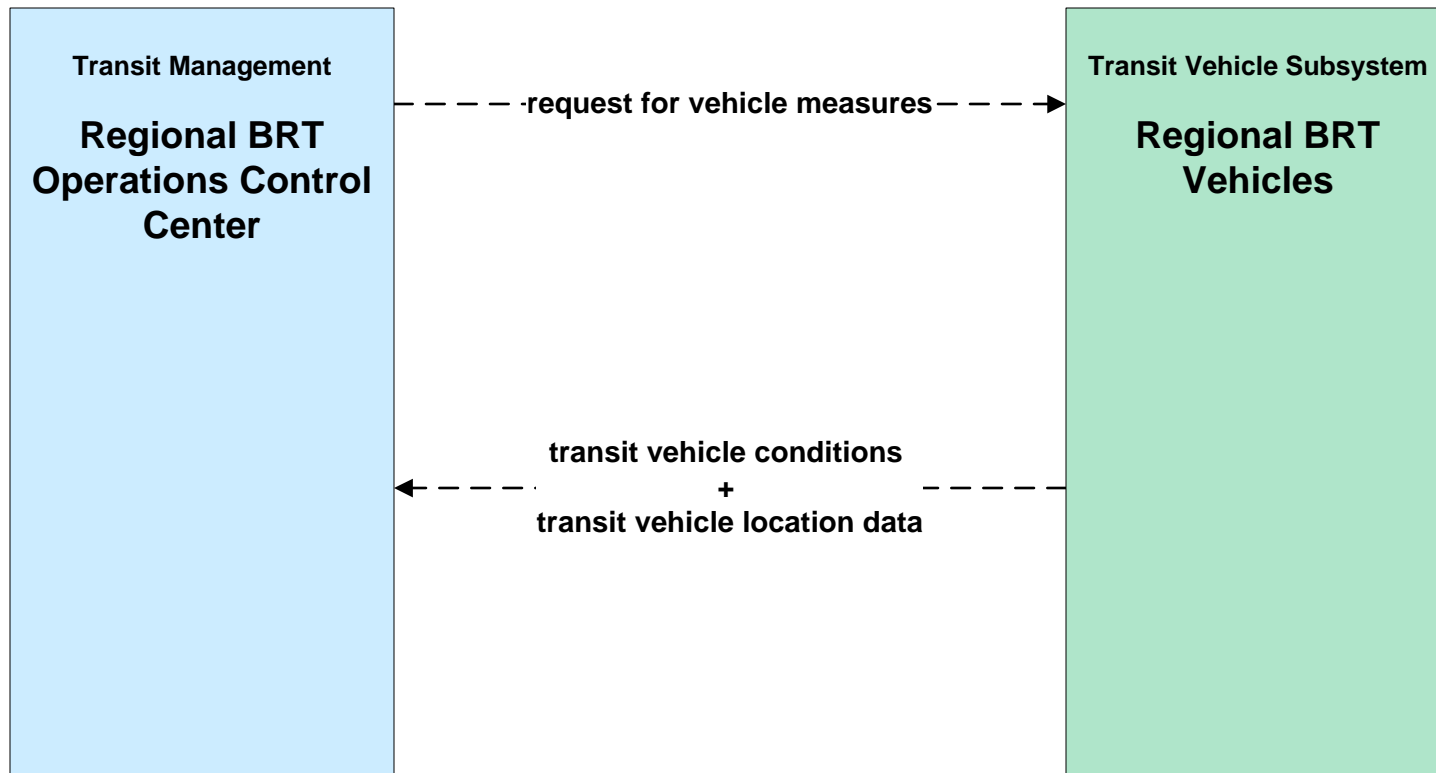 Transit Management
Regional BRT
Operations Control
Center
request for vehicle measures
Transit Vehicle Subsystem
Regional BRT
Vehicles
transit vehicle conditions
+
transit vehicle location data